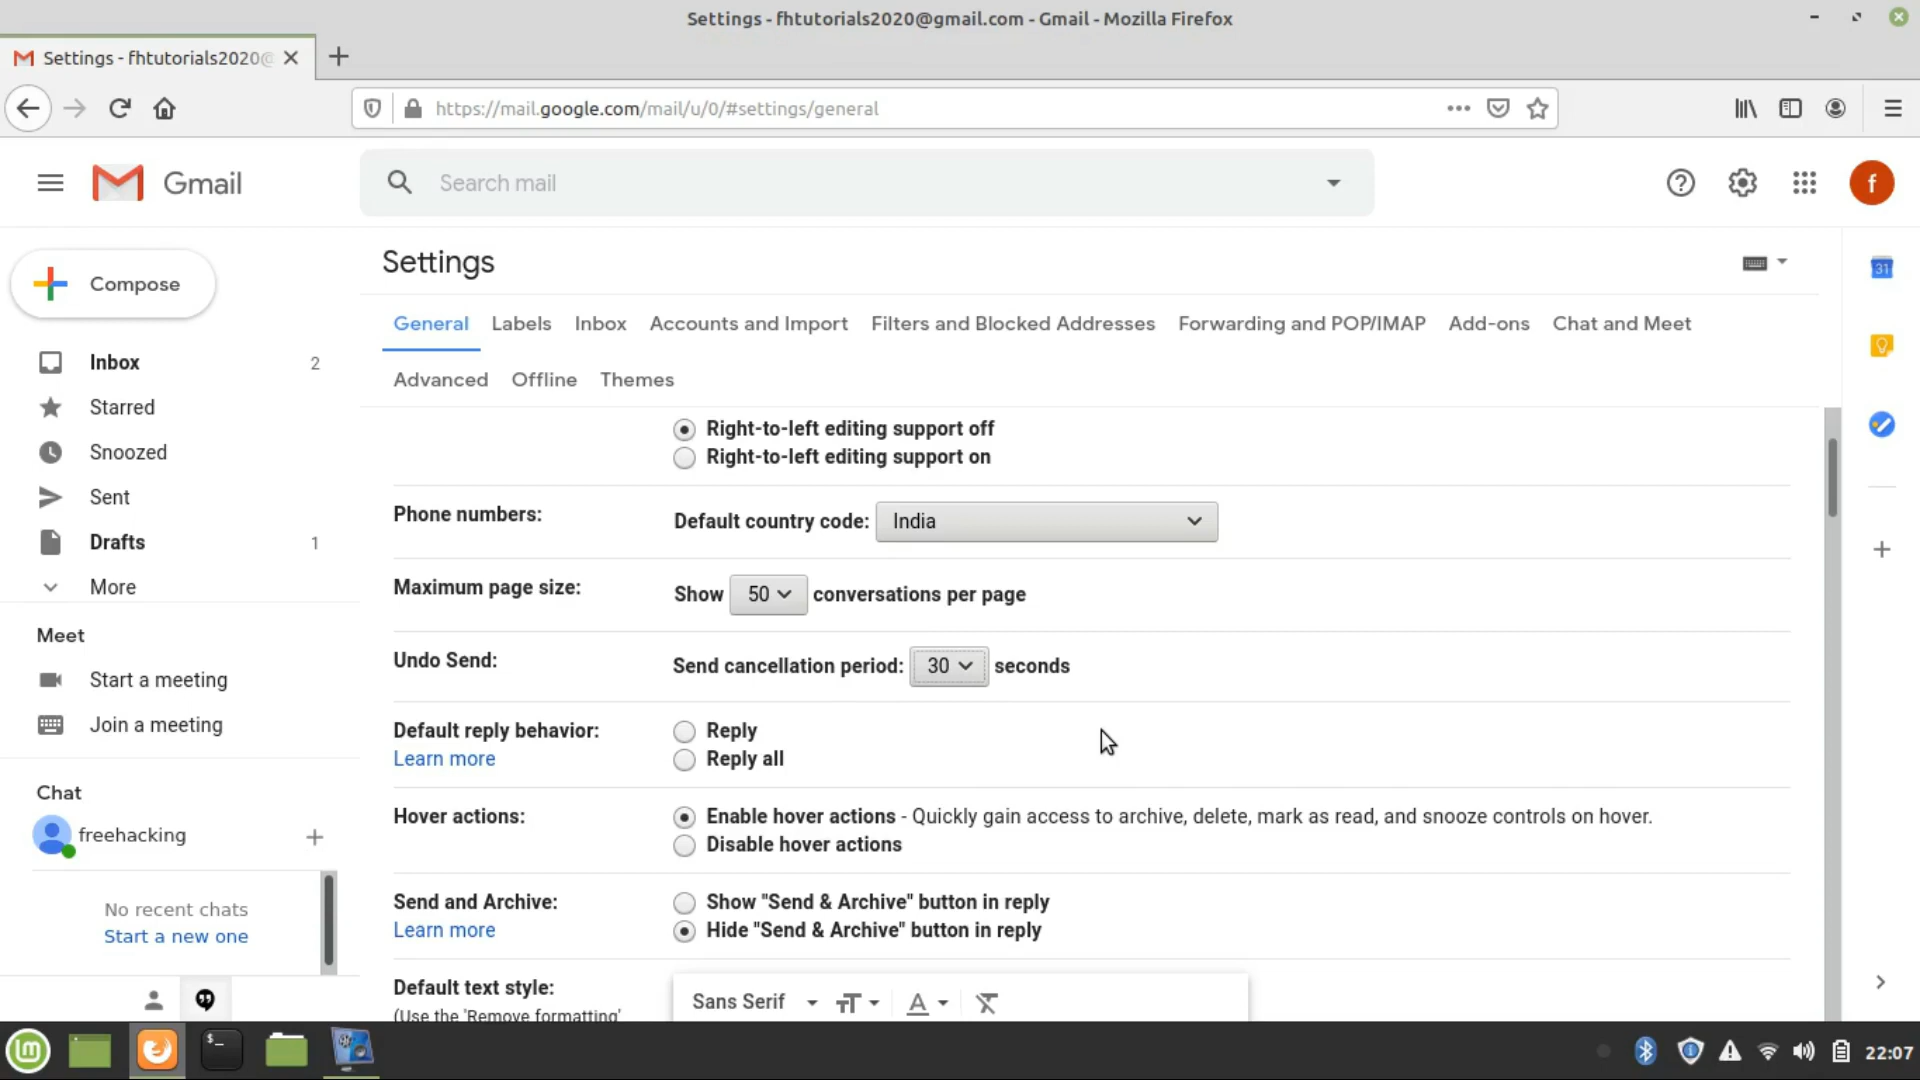 Settings - fhtutorials2020@gmail.com - Gmail - Mozilla Firefox
Settings - fhtutorials2020@
https://mail.google.com/mail/u/0/#settings/general
Gmail
Search mail
f
Compose
Inbox 2
Starred
Snoozed
Sent
Drafts 1
More
Meet
Start a meeting
Join a meeting
Chat
freehacking
No recent chats
Start a new one
Settings
General Labels Inbox Accounts and Import Filters and Blocked Addresses Forwarding and POP/IMAP Add-ons Chat and Meet
Advanced Offline Themes
Right-to-left editing support off
Right-to-left editing support on
Phone numbers: Default country code: India
Maximum page size: Show 50 conversations per page
Undo Send: Send cancellation period: 30 seconds
Default reply behavior: Reply
Learn more Reply all
Hover actions: Enable hover actions - Quickly gain access to archive, delete, mark as read, and snooze controls on hover.
Disable hover actions
Send and Archive: Show "Send & Archive" button in reply
Learn more Hide "Send & Archive" button in reply
Default text style: Sans Serif
(Use the 'Remove formatting'
31
22:07